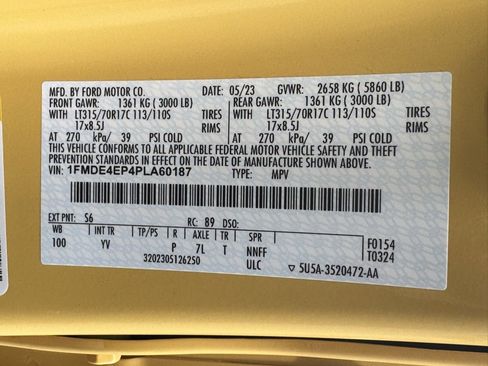 MFD. BY FORD MOTOR CO. DATE: 05/23 GVWR: 2658 KG ( 5860 LB)
FRONT GAWR: 1361 KG ( 3000 LB) REAR GAWR: 1361 KG ( 3000 LB)
WITH LT315/70R17C 113/110S TIRES WITH LT315/70R17C 113/110S TIRES
17x8.5J RIMS 17x8.5J RIMS
AT 270 kPa/ 39 PSI COLD AT 270 kPa/ 39 PSI COLD
THIS VEHICLE CONFORMS TO ALL APPLICABLE FEDERAL MOTOR VEHICLE SAFETY AND THEFT
PREVENTION STANDARDS IN EFFECT ON THE DATE OF MANUFACTURE SHOWN ABOVE.
VIN: 1FMDE4EP4PLA60187 TYPE: MPV
EXT PNT: S6 RC: 89 DSO:
WB INT TR TP/PS R AXLE TR SPR
100 YV P 7L T NNFF
3202305126250 ULC
F0154
T0324
5U5A-3520472-AA